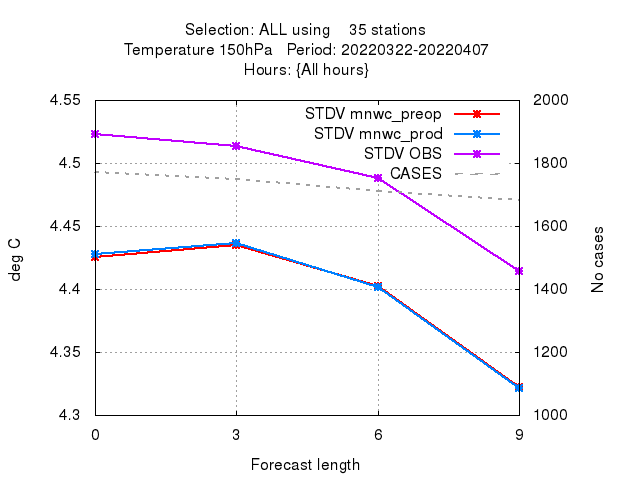 Selection: ALL using    35 stations
Temperature 150hPa   Period: 20220322-20220407
Hours: {All hours}
4.55
4.5
4.45
4.4
4.35
4.3
deg C
STDV mnwc_preop
STDV mnwc_prod
STDV OBS
CASES
2000
1800
1600
1400
1200
1000
No cases
0 3 6 9
Forecast length